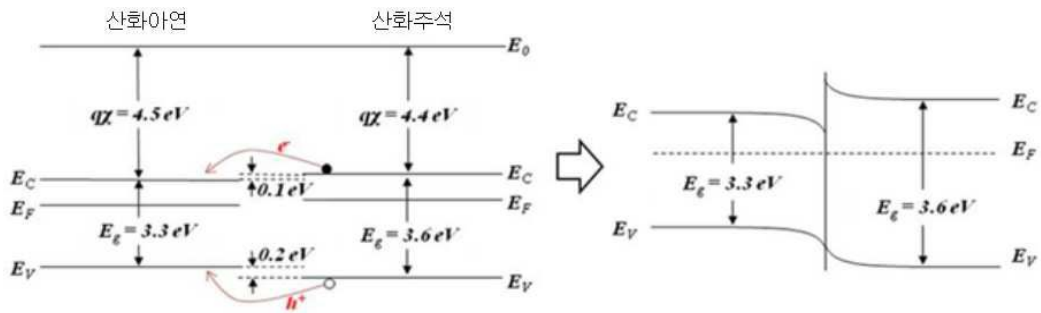 산화아연 산화주석
E0
qχ = 4.5 eV qχ = 4.4 eV
e-
EC 0.1 eV EC
EF EF
Eg = 3.3 eV Eg = 3.6 eV
0.2 eV
EV EV
h+
EC EC
EF
Eg = 3.3 eV Eg = 3.6 eV
EV EV